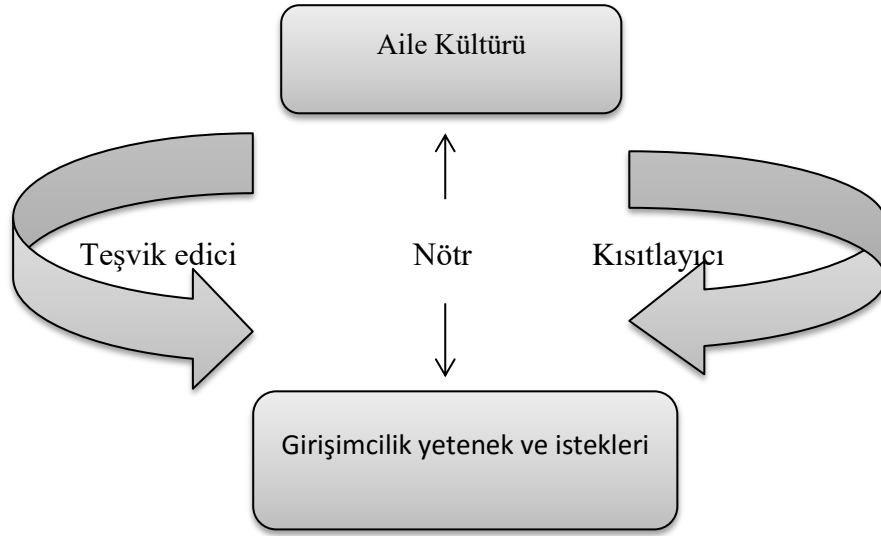 Aile Kültürü
Teşvik edici Nötr Kısıtlayıcı
Girişimcilik yetenek ve istekleri